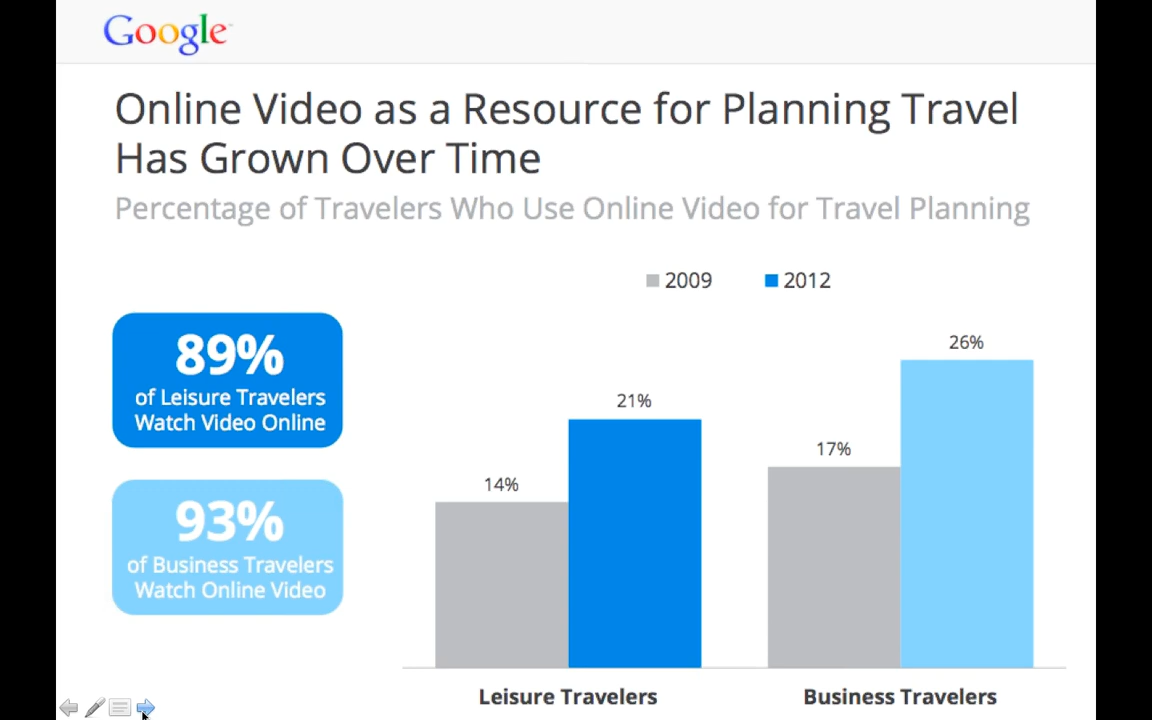 Google
Online Video as a Resource for Planning Travel
Has Grown Over Time
Percentage of Travelers Who Use Online Video for Travel Planning
2009 2012
89%
of Leisure Travelers
Watch Video Online
93%
of Business Travelers
Watch Online Video
14%
21%
17%
26%
Leisure Travelers
Business Travelers